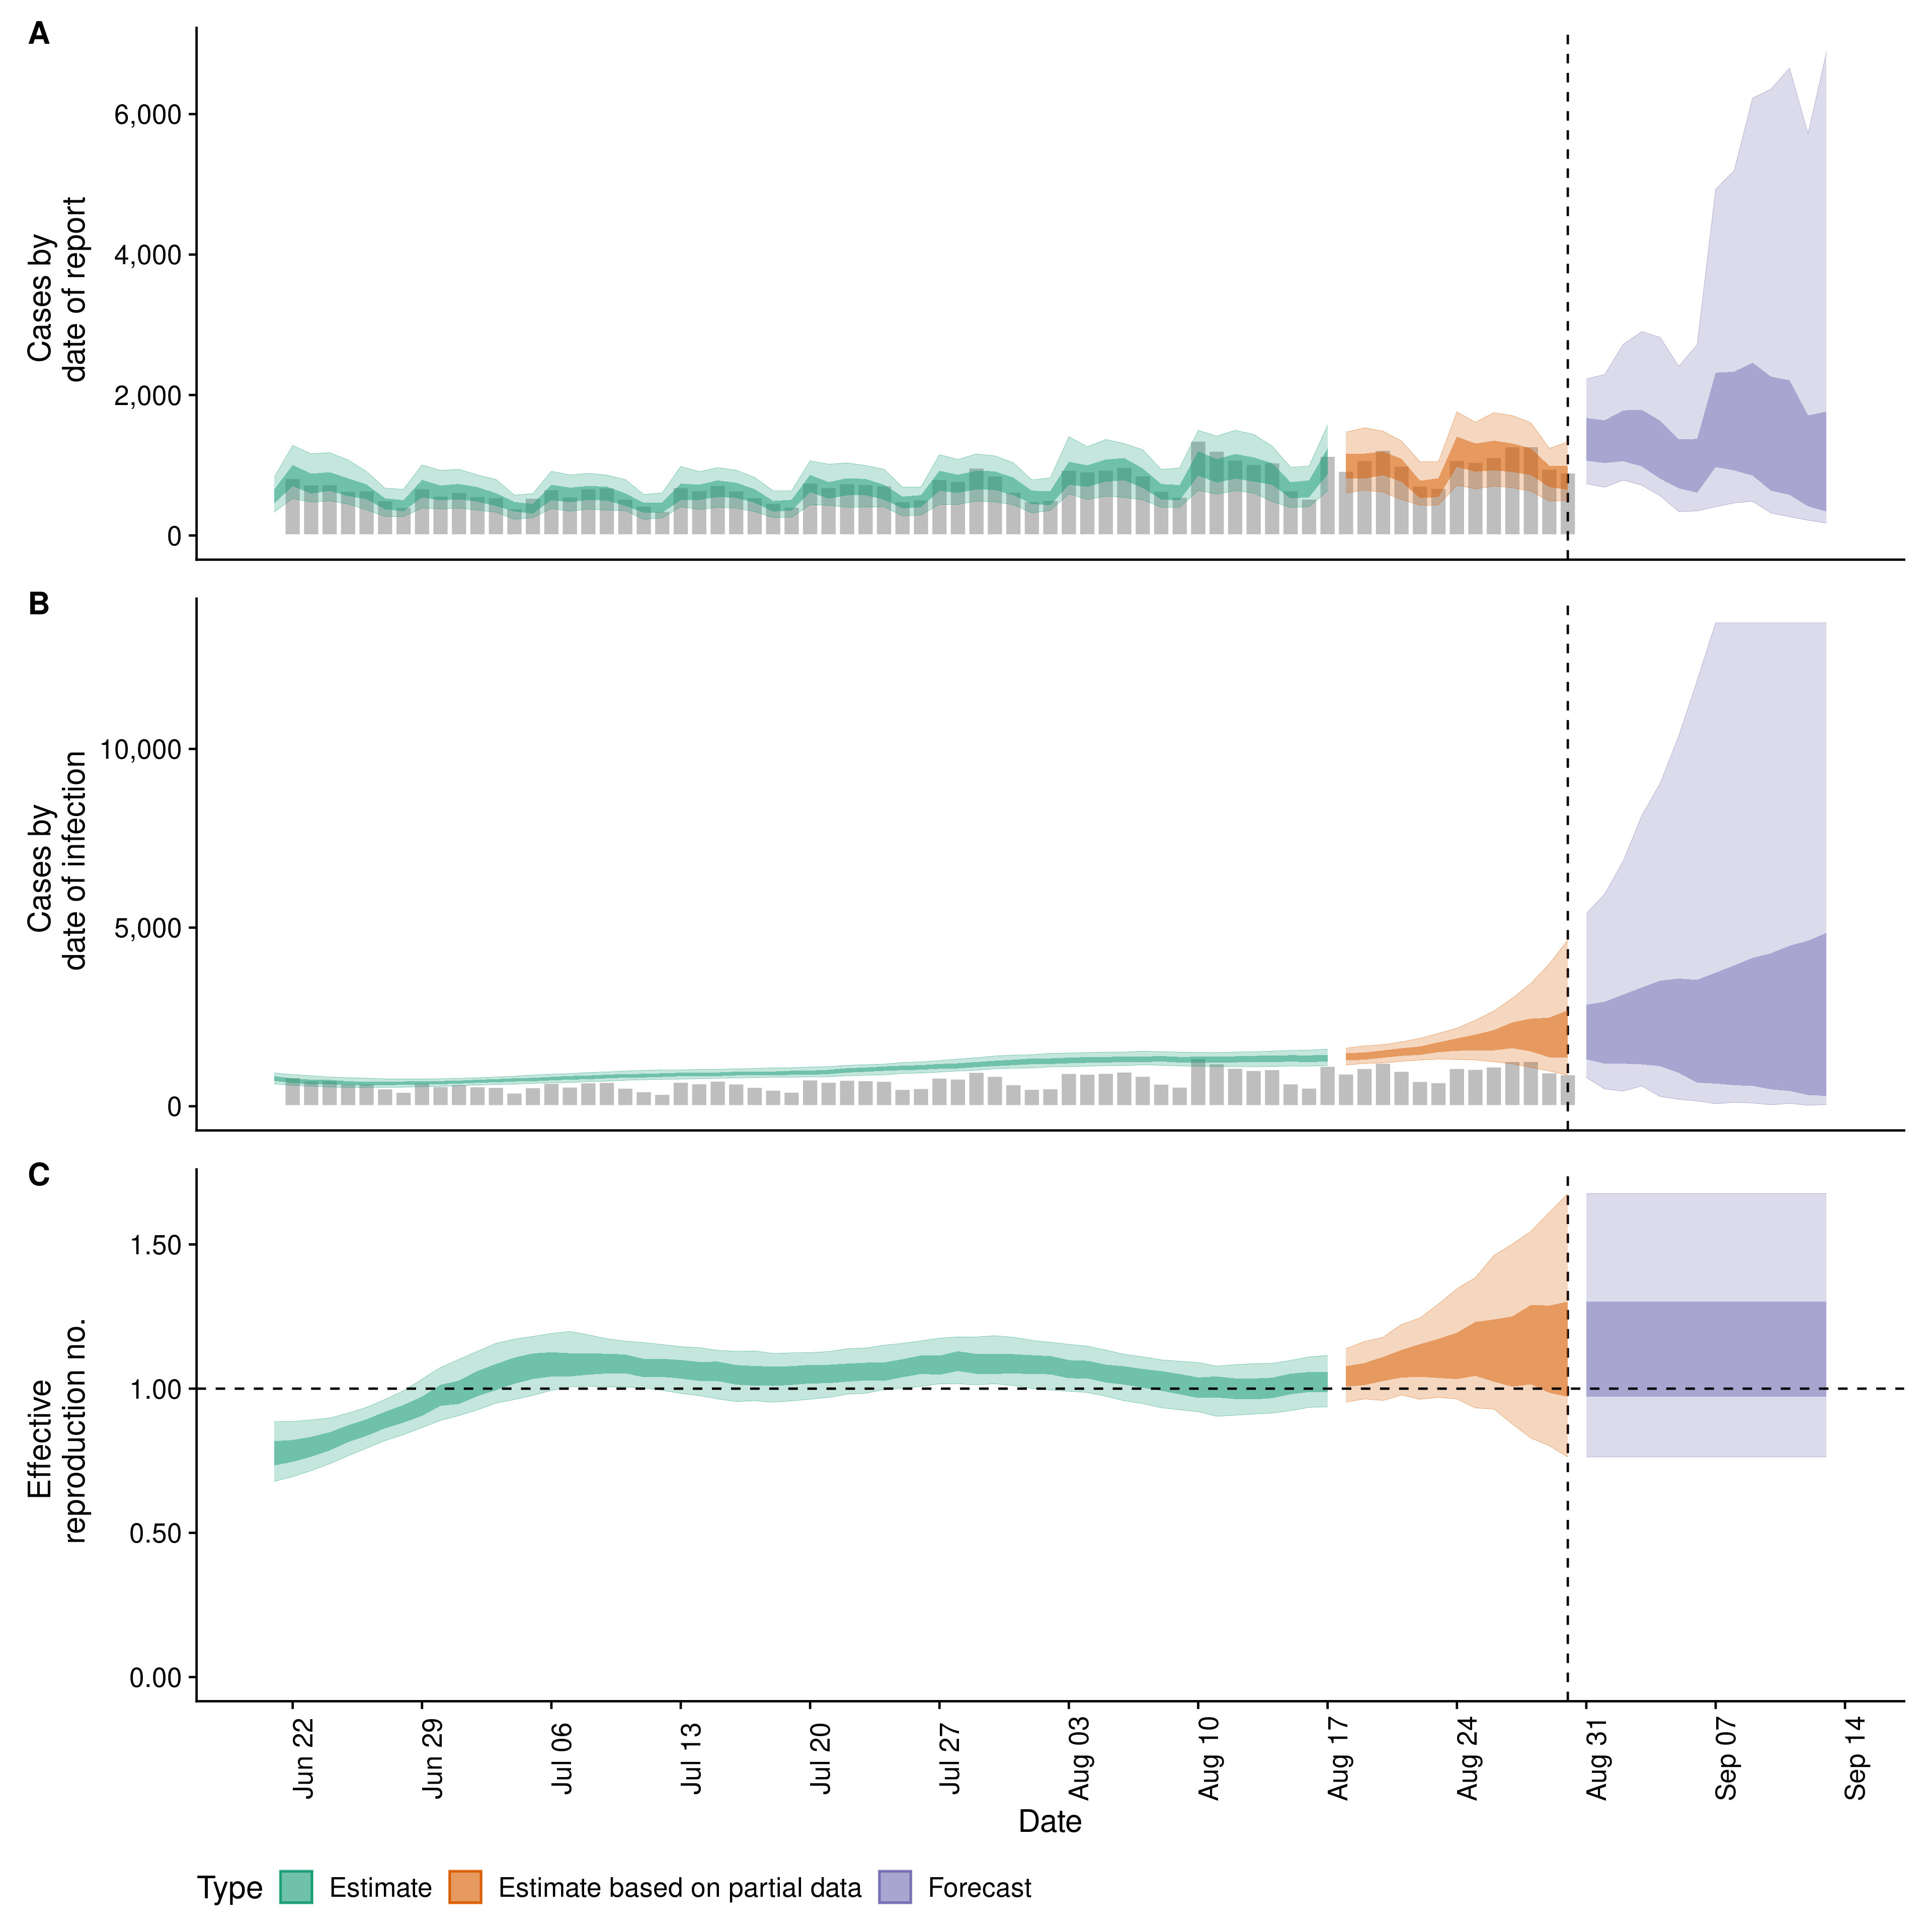 A
Cases by
date of report
6,000
4,000
2,000
0
B
Cases by
date of infection
10,000
5,000
0
C
Effective
reproduction no.
1.50
1.00
0.50
0.00
Jun 22
Jun 29
Jul 06
Jul 13
Jul 20
Jul 27
Aug 03
Aug 10
Aug 17
Aug 24
Aug 31
Sep 07
Sep 14
Date
Type Estimate Estimate based on partial data Forecast